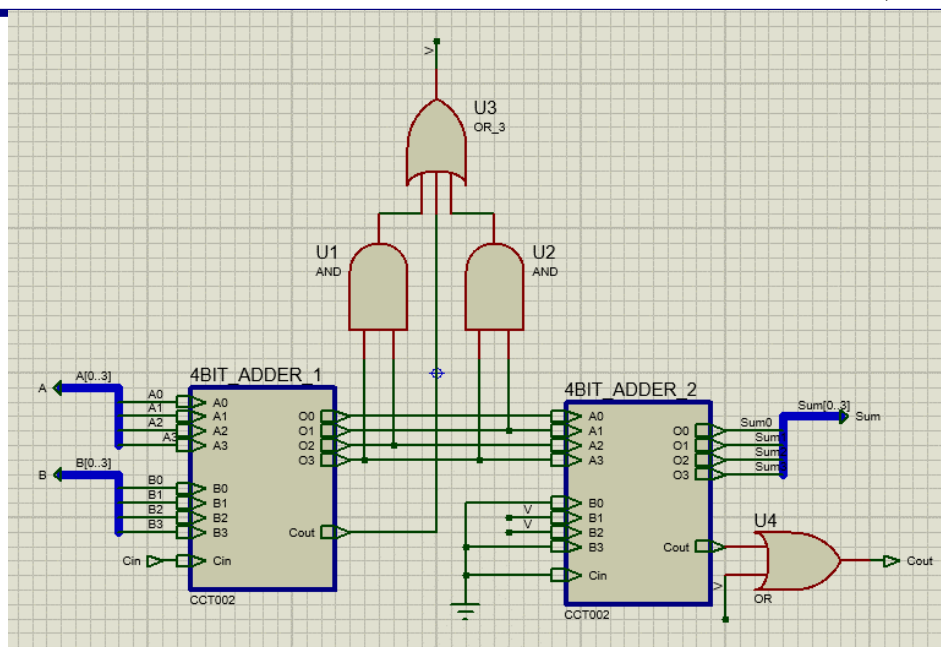 V
U3
OR_3
U1
AND
U2
AND
A
A[0..3]
A0
A1
A2
A3
B
B[0..3]
B0
B1
B2
B3
Cin
4BIT_ADDER_1
A0
A1
A2
A3
B0
B1
B2
B3
Cin
O0
O1
O2
O3
Cout
CCT002
4BIT_ADDER_2
A0
A1
A2
A3
B0
B1
B2
B3
Cin
V
V
O0
O1
O2
O3
Cout
CCT002
Sum[0..3]
Sum
Sum0
Sum
Sum
Sum
U4
OR
V
Cout